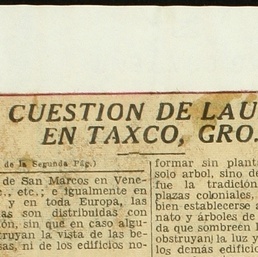 CUESTION DE LAU
EN TAXCO, GRO.
de la Segunda Pág.)
de San Marcos en Vene-
., etc.; e igualmente en
y en toda Europa, las
as son distribuidas con
ón, sin que en caso algu-
truyan la vista de las be-
sas, ni de los edificios no-
formar sin plant
solo arbol, sino de
fue la tradición
plazas coloniales,
bien establecerse a
nato y árboles de
da que sombreen l
obstruyan) la luz y
los demás edificio